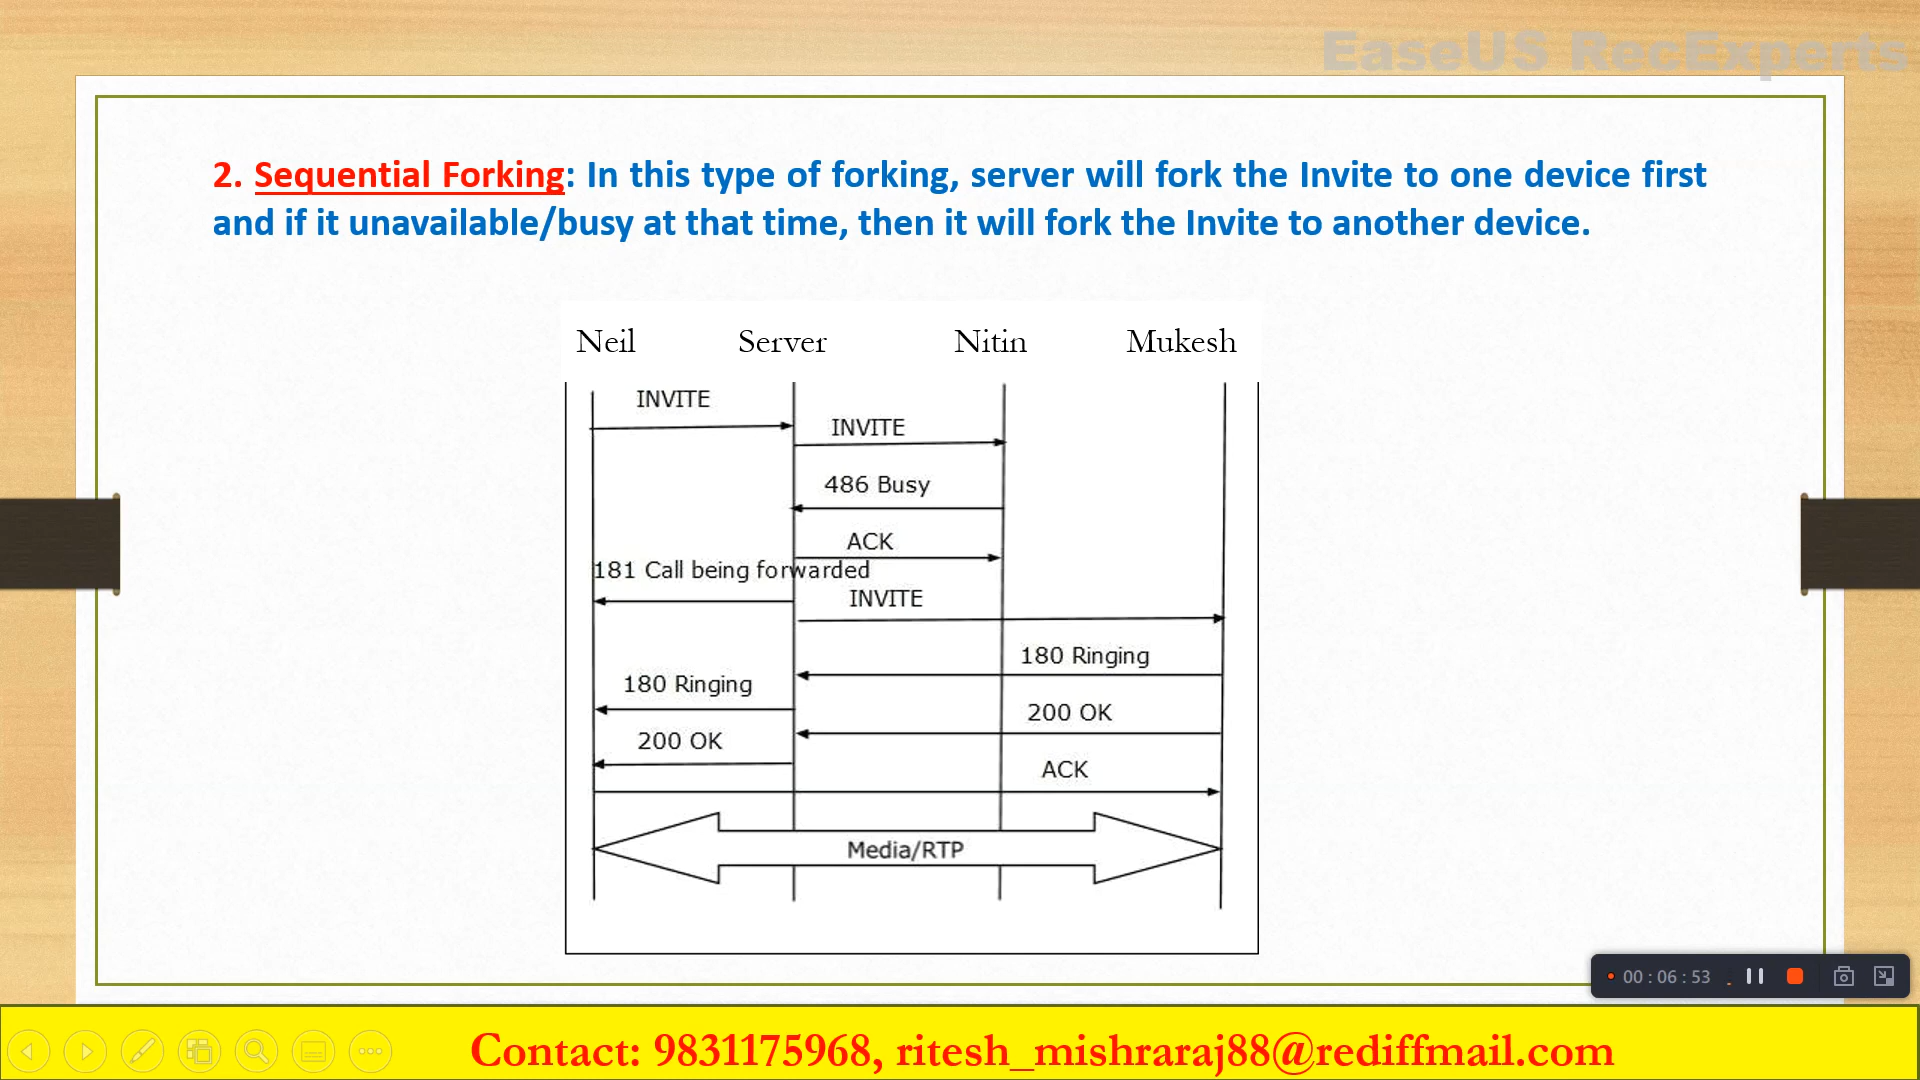 EaseUS RecExperts
2. Sequential Forking: In this type of forking, server will fork the Invite to one device first
and if it unavailable/busy at that time, then it will fork the Invite to another device.
Neil Server Nitin Mukesh
INVITE
INVITE
486 Busy
ACK
181 Call being forwarded
INVITE
180 Ringing
180 Ringing
200 OK
200 OK
ACK
Media/RTP
00 : 06 : 53
Contact: 9831175968, ritesh_mishraraj88@rediffmail.com